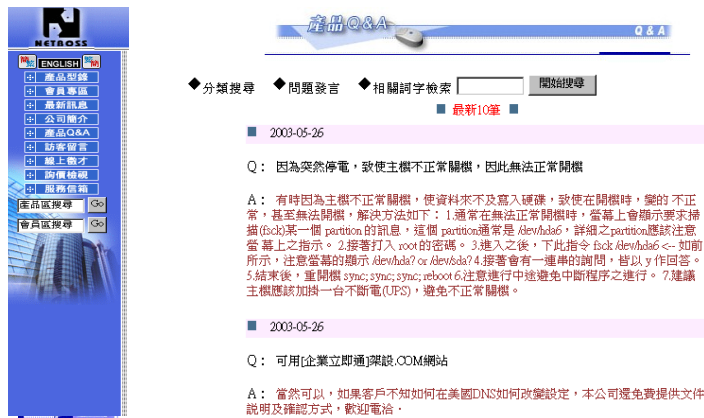 NETBOSS
簡繁 ENGLISH 繁簡
產品型錄
會員專區
最新訊息
公司簡介
產品Q&A
訪客留言
線上徵才
詢價檢視
服務信箱
產品區搜尋 Go
會員區搜尋 Go
產品Q&A
Q & A
◆分類搜尋 ◆問題發言 ◆相關詞字檢索 開始搜尋
■ 最新10筆 ■
■ 2003-05-26
Q： 因為突然停電，致使主機不正常關機，因此無法正常開機
A： 有時因為主機不正常關機，使資料來不及寫入硬碟，致使在開機時，變的 不正
常，甚至無法開機，解決方法如下：1.通常在無法正常開機時，螢幕上會顯示要求掃
描(fsck)某一個 partition 的訊息，這個 partition通常是 /dev/hda6，詳細之partition應該注意
螢 幕上之指示。 2.接著打入 root 的密碼。 3.進入之後，下此指令 fsck /dev/hda6 <-- 如前
所示，注意螢幕的顯示 /dev/hda? or /dev/sda? 4.接著會有一連串的詢問，皆以 y 作回答。
5.結束後，重開機 sync; sync; sync; reboot 6.注意進行中途避免中斷程序之進行。 7.建議
主機應該加掛一台不斷電(UPS)，避免不正常關機。
■ 2003-05-26
Q： 可用[企業立即通]架設.COM網站
A： 當然可以，如果客戶不知如何在美國DNS如何改變設定，本公司還免費提供文件
説明及確認方式，歡迎電洽．